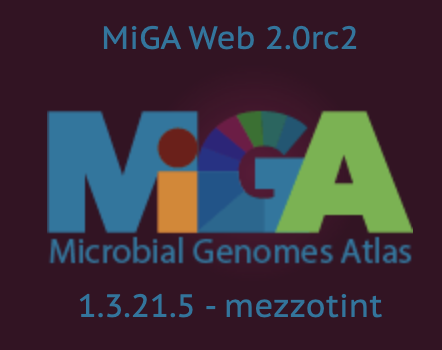 MiGA Web 2.0rc2
MiGA
Microbial Genomes Atlas
1.3.21.5 - mezzotint